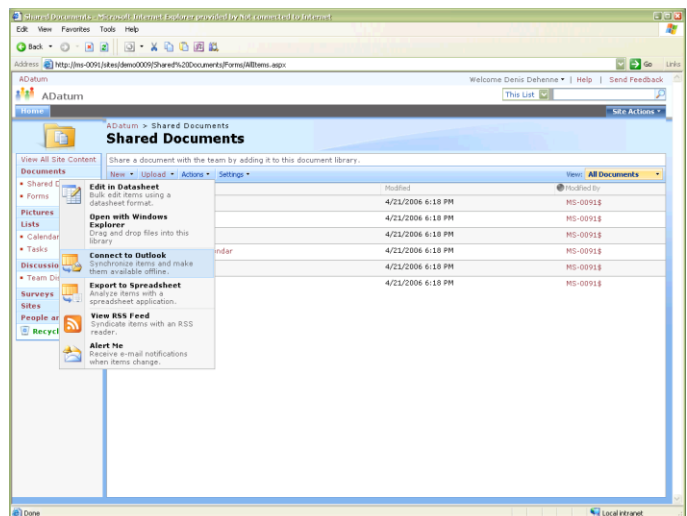 Shared Documents - Microsoft Internet Explorer provided by Not connected to Internet
Edit View Favorites Tools Help
Back
Address http://ms-0091/sites/demo0009/Shared%20Documents/Forms/AllItems.aspx Go Links
ADatum Welcome Denis Dehenne | Help | Send Feedback
ADatum This List
Home Site Actions
ADatum > Shared Documents
Shared Documents
View All Site Content Share a document with the team by adding it to this document library.
Documents New Upload Actions Settings View: All Documents
Shared D Edit in Datasheet Modified Modified By
Forms Bulk edit items using a
datasheet format. 4/21/2006 6:18 PM MS-0091$
Pictures Open with Windows
Explorer 4/21/2006 6:18 PM MS-0091$
Lists Drag and drop files into this
Calendar library 4/21/2006 6:18 PM MS-0091$
Tasks Connect to Outlook ndar 4/21/2006 6:18 PM MS-0091$
Discussio Synchronize items and make
them available offline. 4/21/2006 6:18 PM MS-0091$
Team Di Export to Spreadsheet 4/21/2006 6:18 PM MS-0091$
Surveys Analyze items with a
Sites spreadsheet application.
People an View RSS Feed
Recycl Syndicate items with an RSS
reader.
Alert Me
Receive e-mail notifications
when items change.
Done Local intranet